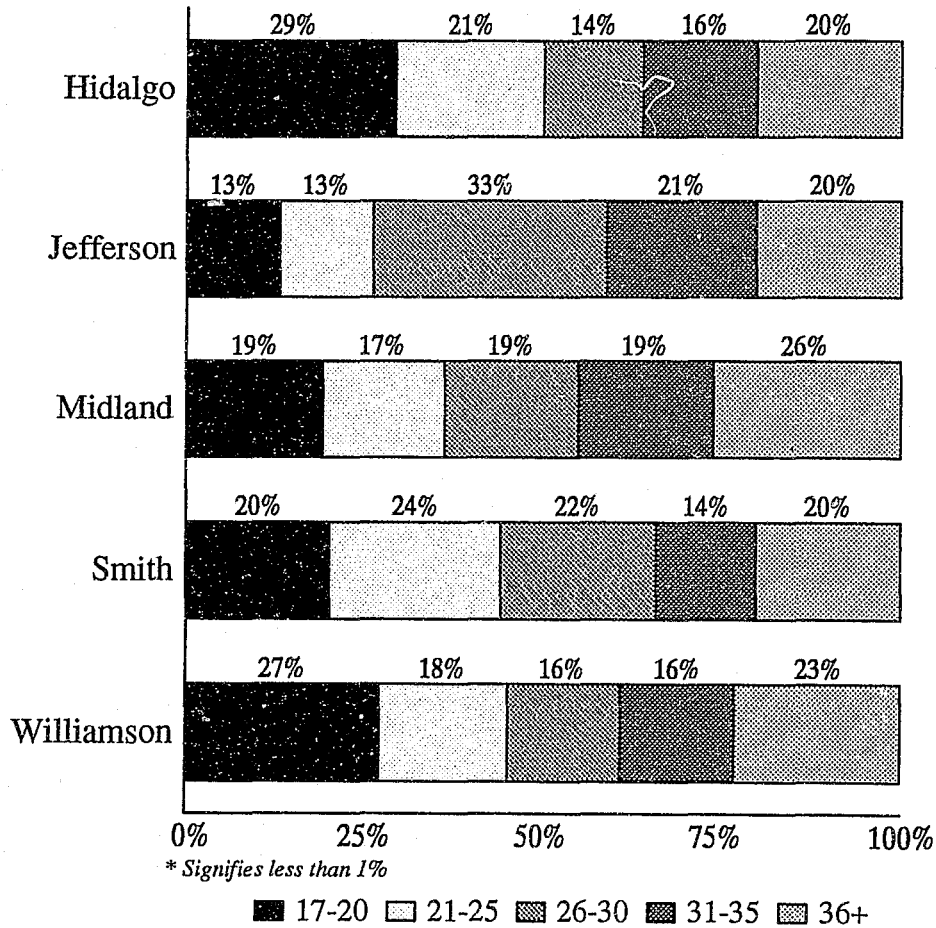 29% 21% 14% 16% 20%
Hidalgo
13% 13% 33% 21% 20%
Jefferson
19% 17% 19% 19% 26%
Midland
20% 24% 22% 14% 20%
Smith
27% 18% 16% 16% 23%
Williamson
0% 25% 50% 75% 100%
* Signifies less than 1%
17-20 21-25 26-30 31-35 36+